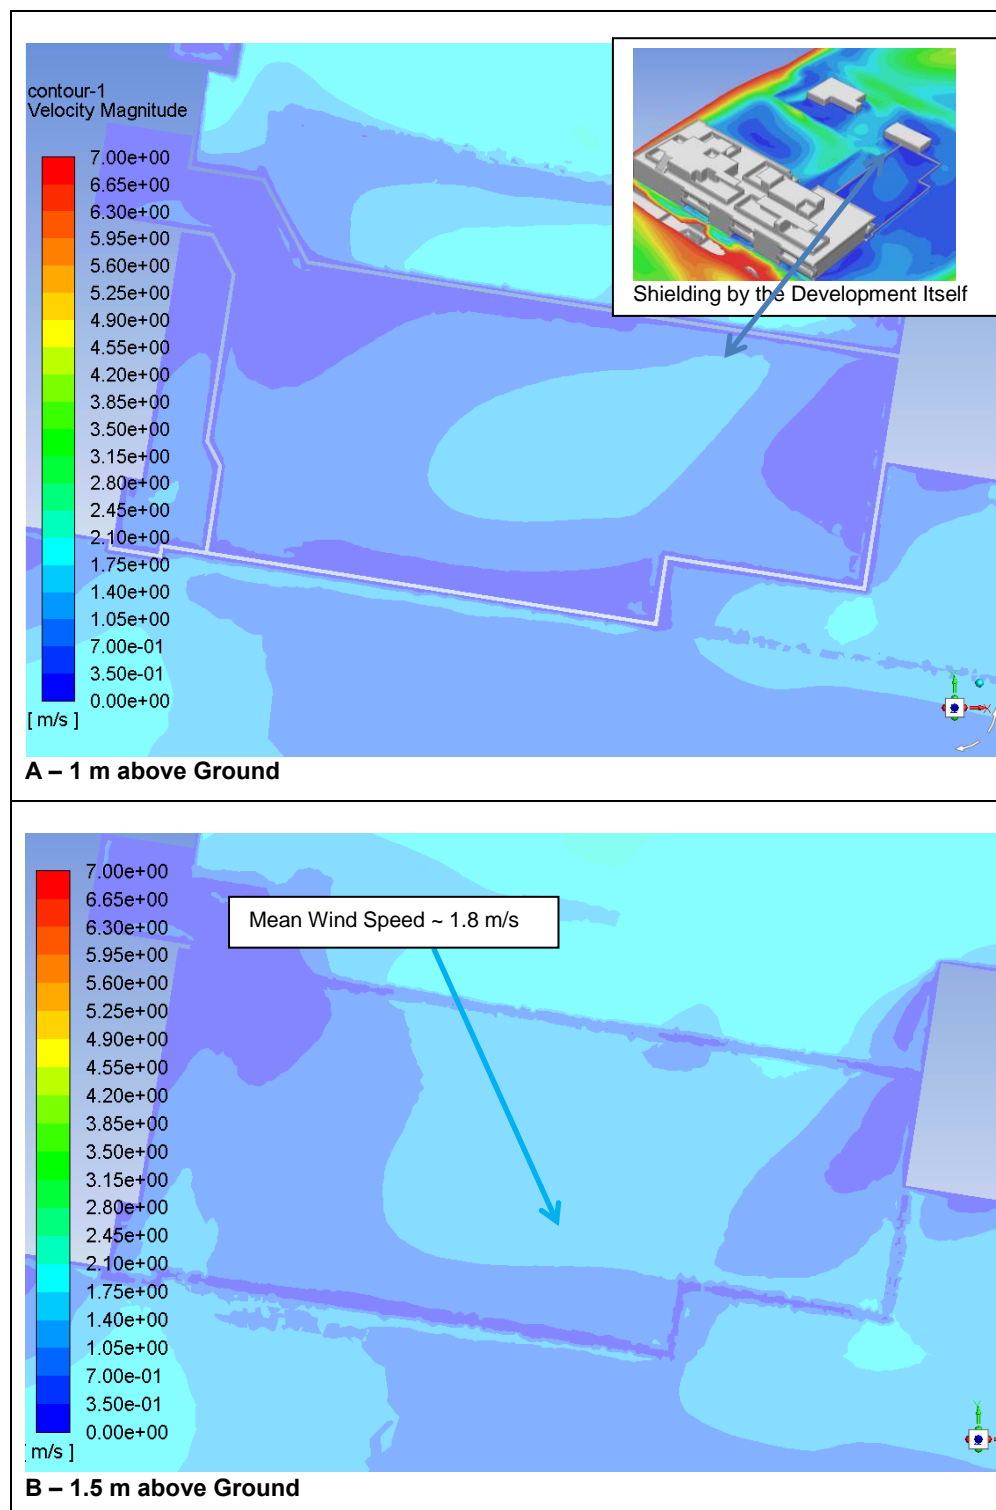 contour-1
Velocity Magnitude
7.00e+00
6.65e+00
6.30e+00
5.95e+00
5.60e+00
5.25e+00
4.90e+00
4.55e+00
4.20e+00
3.85e+00
3.50e+00
3.15e+00
2.80e+00
2.45e+00
2.10e+00
1.75e+00
1.40e+00
1.05e+00
7.00e-01
3.50e-01
0.00e+00
[ m/s ]
Shielding by the Development Itself
X
A – 1 m above Ground
7.00e+00
6.65e+00
6.30e+00
5.95e+00
5.60e+00
5.25e+00
4.90e+00
4.55e+00
4.20e+00
3.85e+00
3.50e+00
3.15e+00
2.80e+00
2.45e+00
2.10e+00
1.75e+00
1.40e+00
1.05e+00
7.00e-01
3.50e-01
0.00e+00
[ m/s ]
Mean Wind Speed ~ 1.8 m/s
Y
B – 1.5 m above Ground